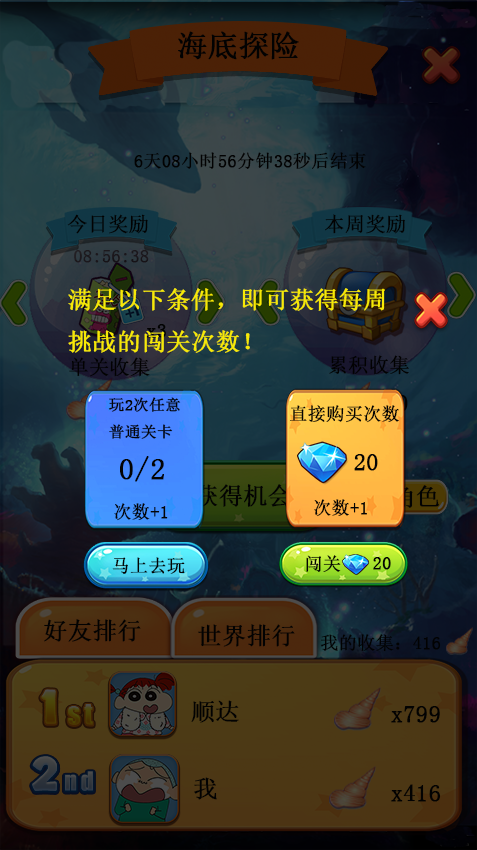 海底探险
6天08小时56分钟38秒后结束
今日奖励
本周奖励
08:56:38
满足以下条件，即可获得每周
挑战的闯关次数！
x3
单关收集
累积收集
玩2次任意
普通关卡
0/2
次数+1
直接购买次数
20
次数+1
获得机会
角色
马上去玩
闯关 20
好友排行
世界排行
我的收集：416
1st
顺达
x799
2nd
我
x416